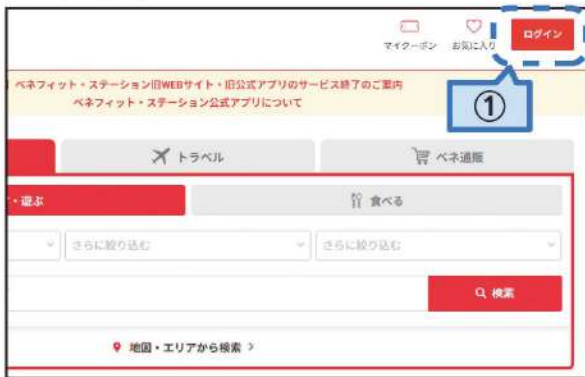 マイクーポン お気に入り ログイン
①
ベネフィット・ステーション旧WEBサイト・旧公式アプリのサービス終了のご案内
ベネフィット・ステーション公式アプリについて
トラベル ベネ通販
・遊ぶ 食べる
さらに絞り込む さらに絞り込む
検索
地図・エリアから検索 >